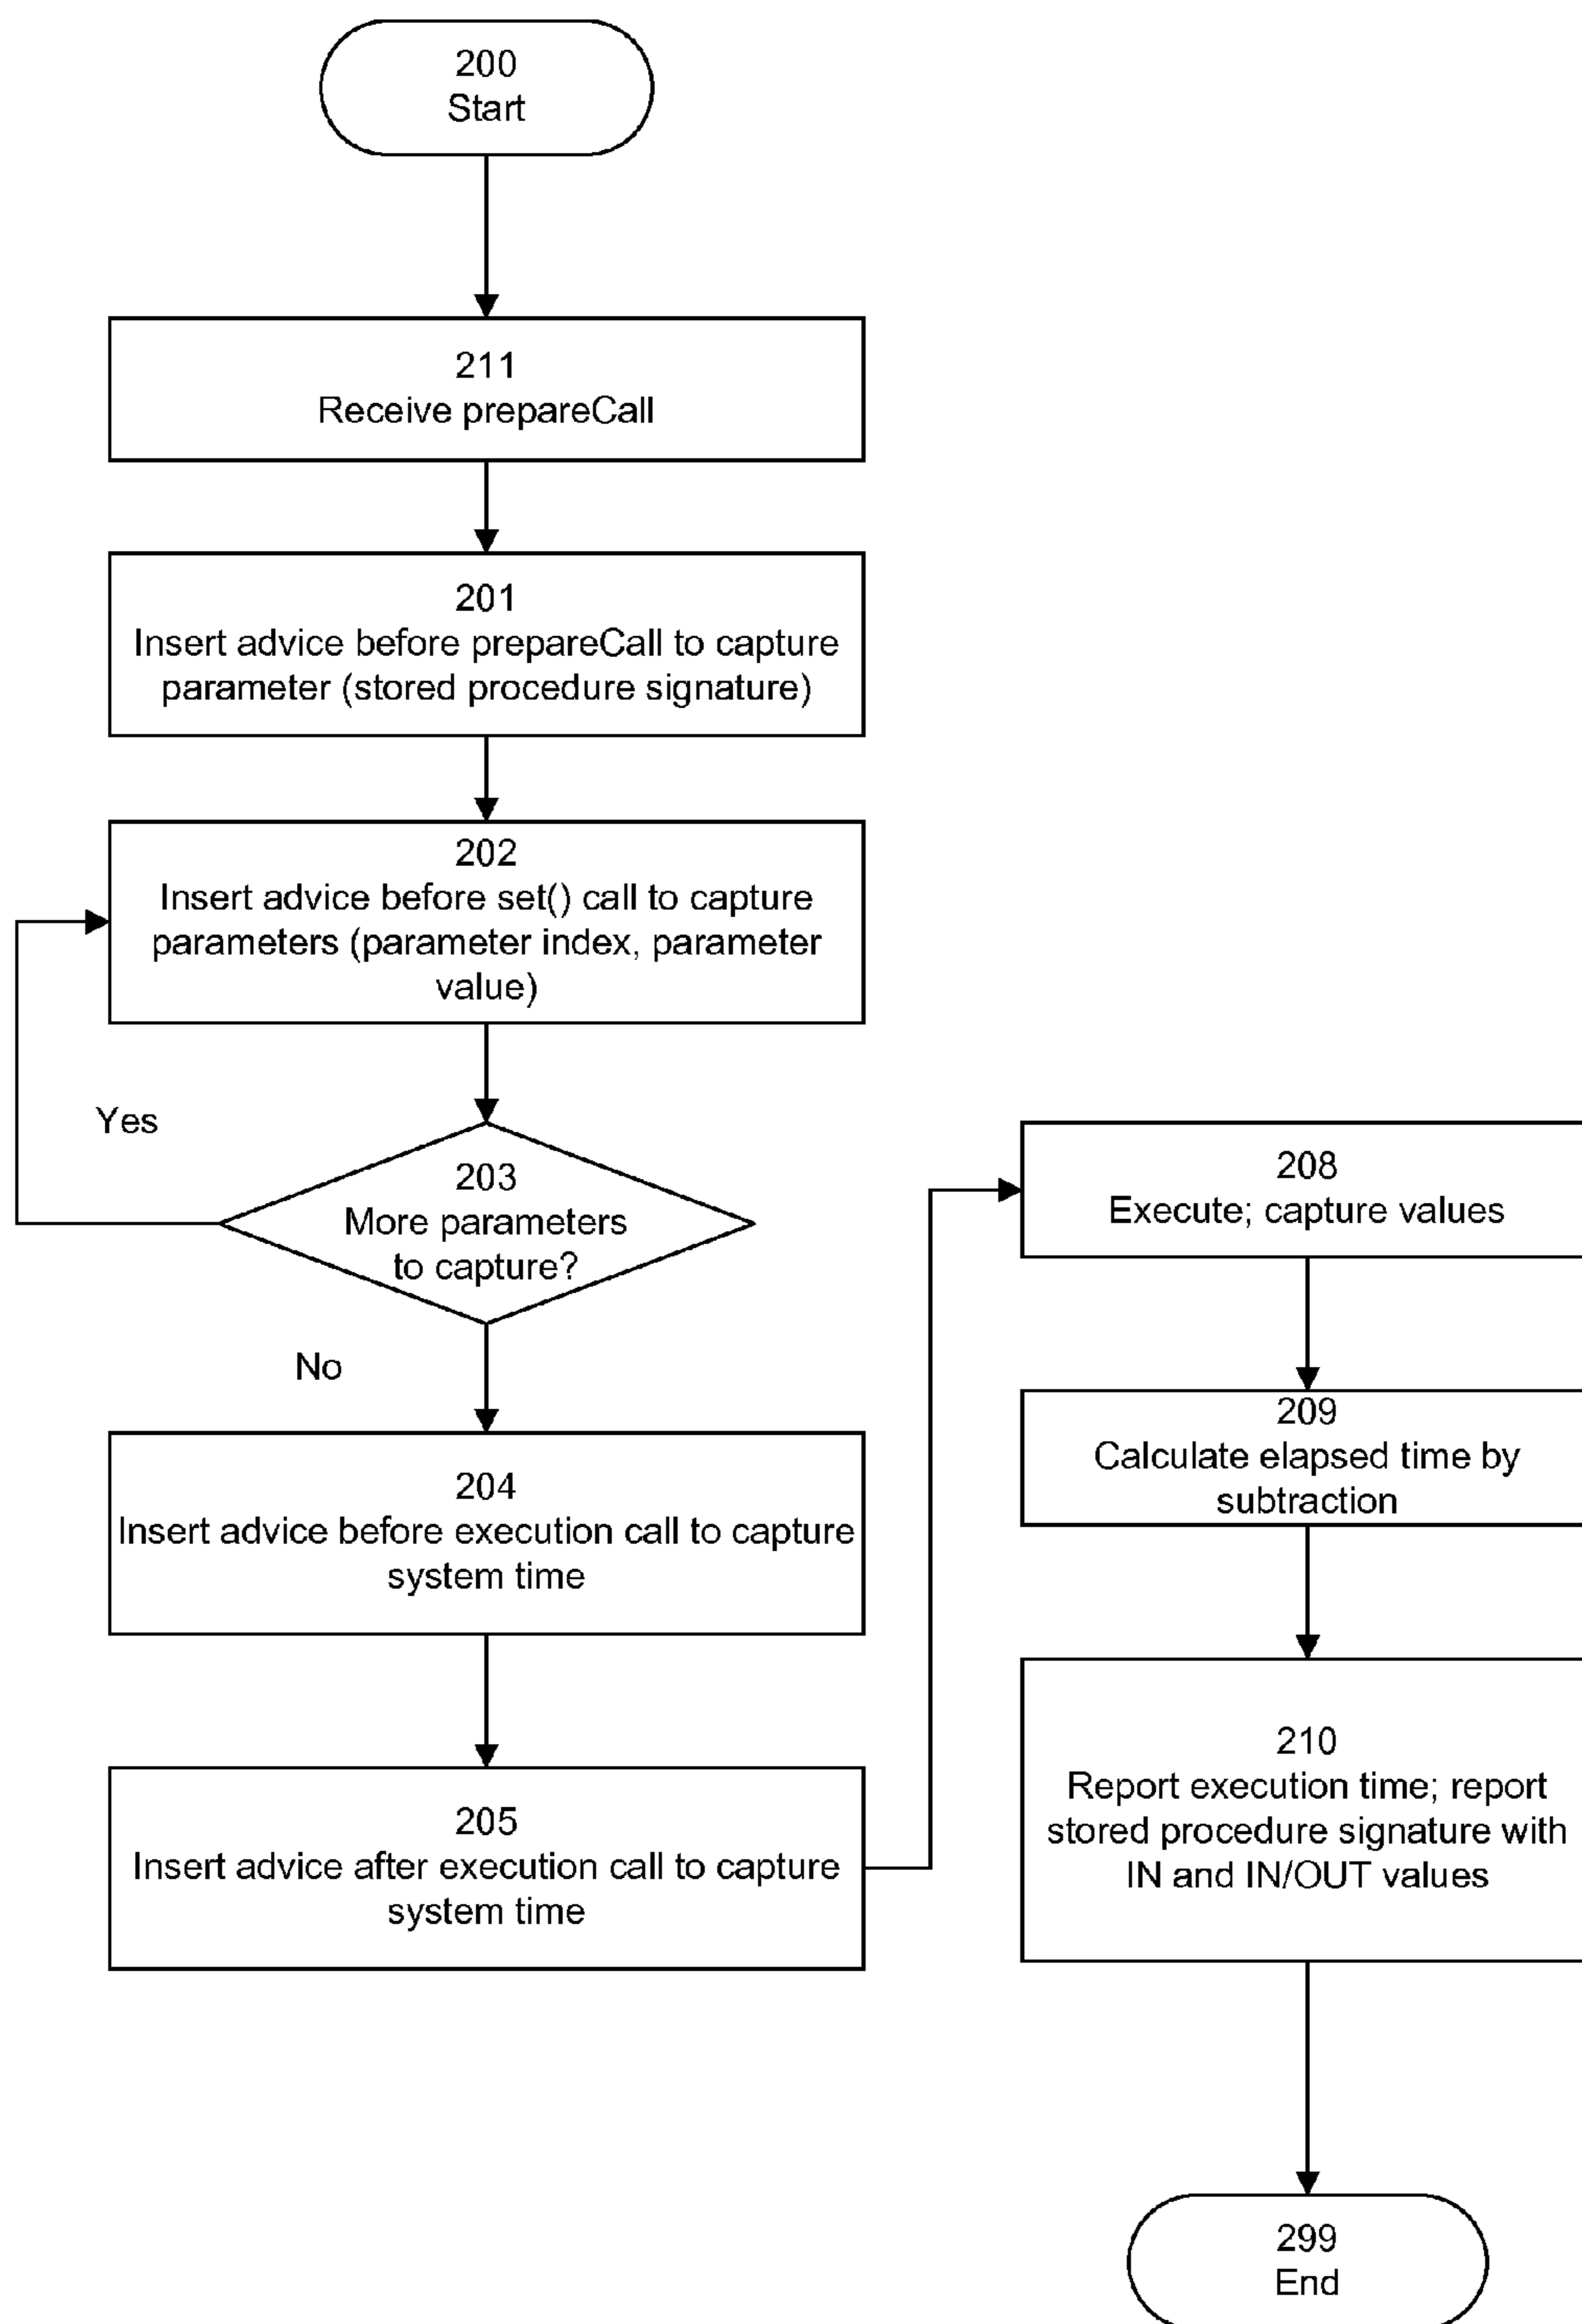 200
Start
211
Receive prepareCall
201
Insert advice before prepareCall to capture
parameter (stored procedure signature)
202
Insert advice before set() call to capture
parameters (parameter index, parameter
value)
Yes
203
More parameters
to capture?
No
204
Insert advice before execution call to capture
system time
205
Insert advice after execution call to capture
system time
208
Execute; capture values
209
Calculate elapsed time by
subtraction
210
Report execution time; report
stored procedure signature with
IN and IN/OUT values
299
End